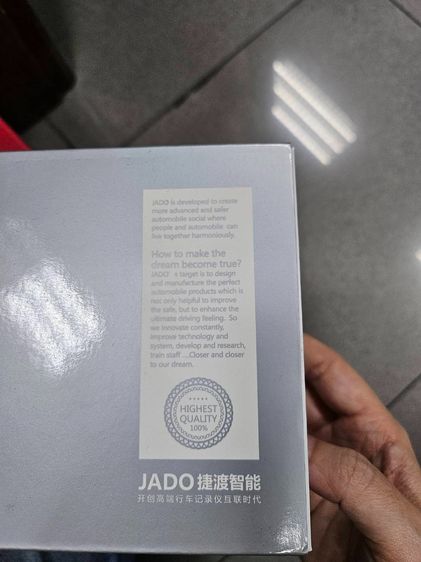 JADO is developed to create
more advanced and safer
automobile social where
people and automobile can
live together harmoniously.
How to make the
dream become true?
JADO' s target is to design
and manufacture the perfect
automobile products which is
not only helpful to improve
the safe, but to enhance the
ultimate driving feeling. So
we innovate constantly,
improve technology and
system, develop and research,
train staff ....Closer and closer
to our dream.
HIGHEST
QUALITY
100%
JADO 捷渡智能
开创高端行车记录仪互联时代